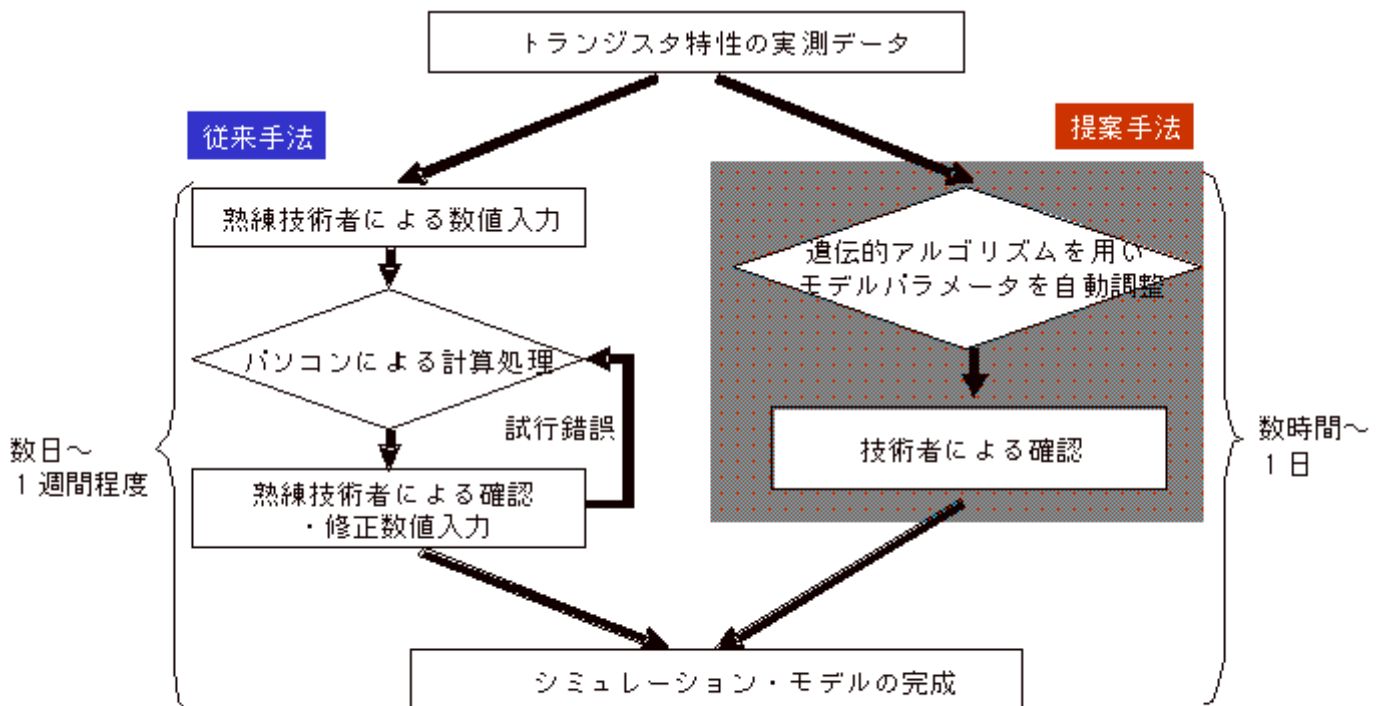 トランジスタ特性の実測データ
従来手法
提案手法
熟練技術者による数値入力
遺伝的アルゴリズムを用い
モデルパラメータを自動調整
パソコンによる計算処理
試行錯誤
数日～
１週間程度
熟練技術者による確認
・修正数値入力
技術者による確認
数時間～
１日
シミュレーション・モデルの完成